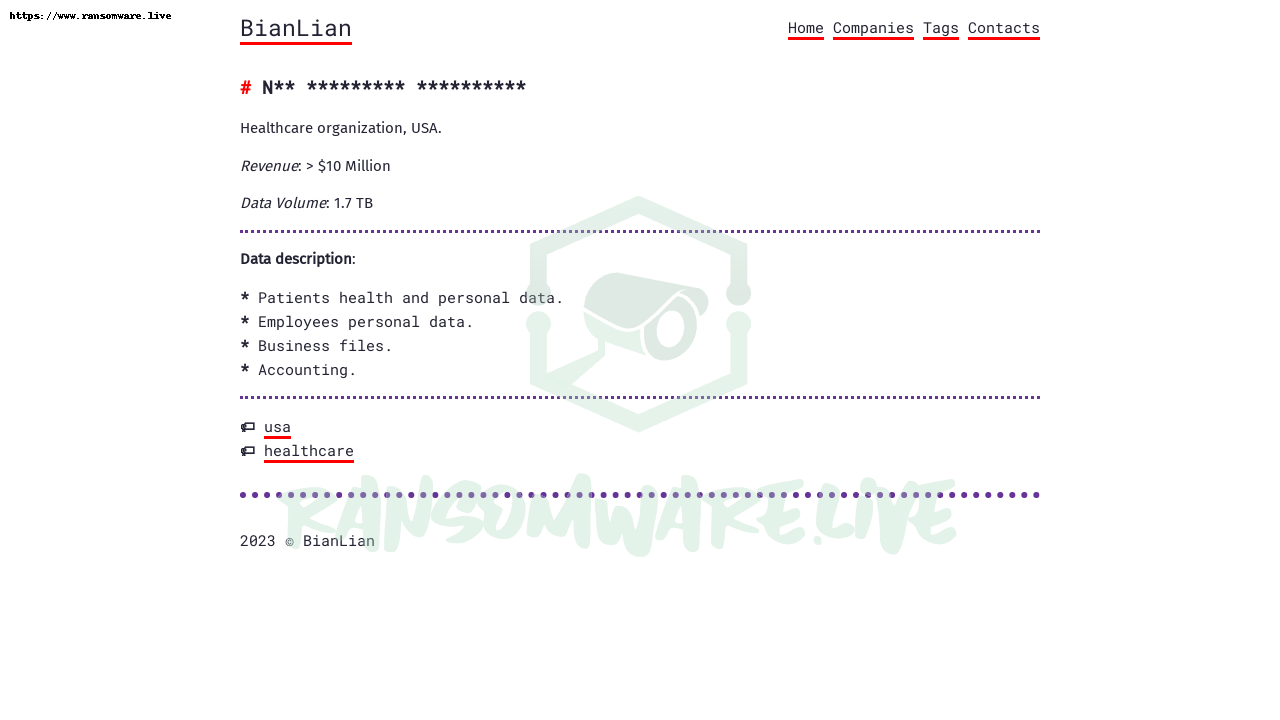 https://www.ransomware.live
BianLian
Home Companies Tags Contacts
# N** ********* **********
Healthcare organization, USA.
Revenue: > $10 Million
Data Volume: 1.7 TB
Data description:
* Patients health and personal data.
* Employees personal data.
* Business files.
* Accounting.
usa
healthcare
RANSOMWARE.LIVE
2023 © BianLian